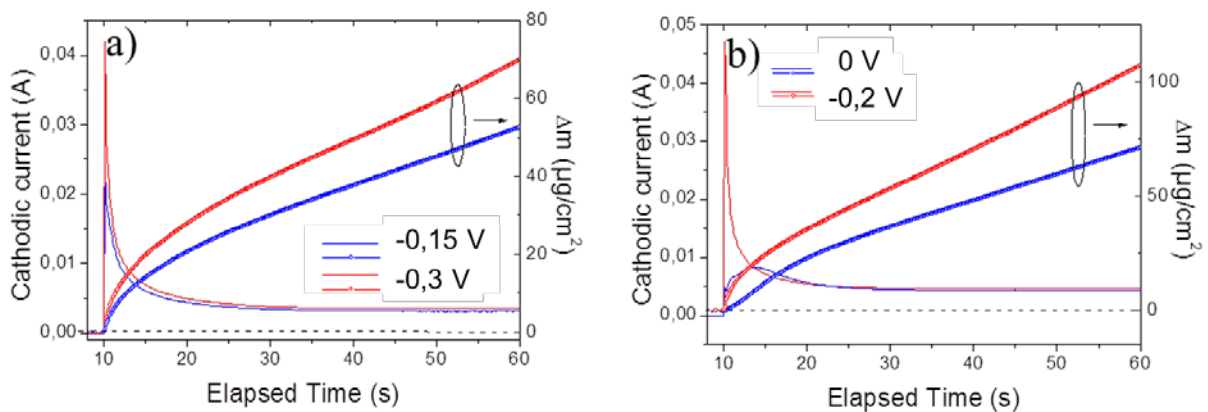 a)
0,04
0,03
0,02
0,01
0,00
Cathodic current (A)
80
60
40
20
0
Δm (µg/cm²)
-0,15 V
-0,3 V
10 20 30 40 50 60
Elapsed Time (s)
b)
0,05
0,04
0,03
0,02
0,01
0,00
Cathodic current (A)
100
50
0
Δm (µg/cm²)
0 V
-0,2 V
10 20 30 40 50 60
Elapsed Time (s)